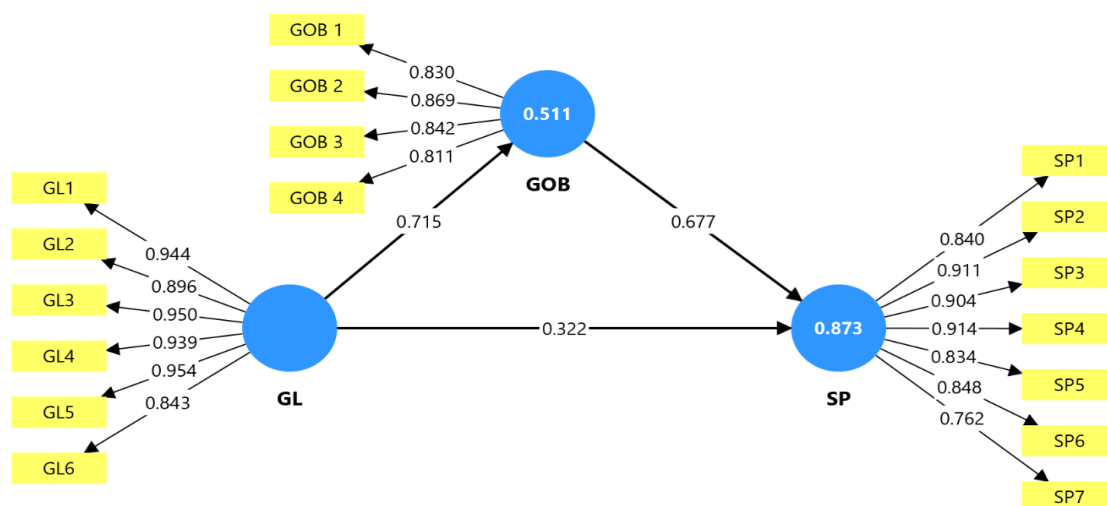 GOB 1
GOB 2
GOB 3
GOB 4
0.830
0.869
0.842
0.811
0.511
GOB
GL1
GL2
GL3
GL4
GL5
GL6
0.944
0.896
0.950
0.939
0.954
0.843
GL
0.715
0.677
0.322
0.873
SP
0.840
0.911
0.904
0.914
0.834
0.848
0.762
SP1
SP2
SP3
SP4
SP5
SP6
SP7